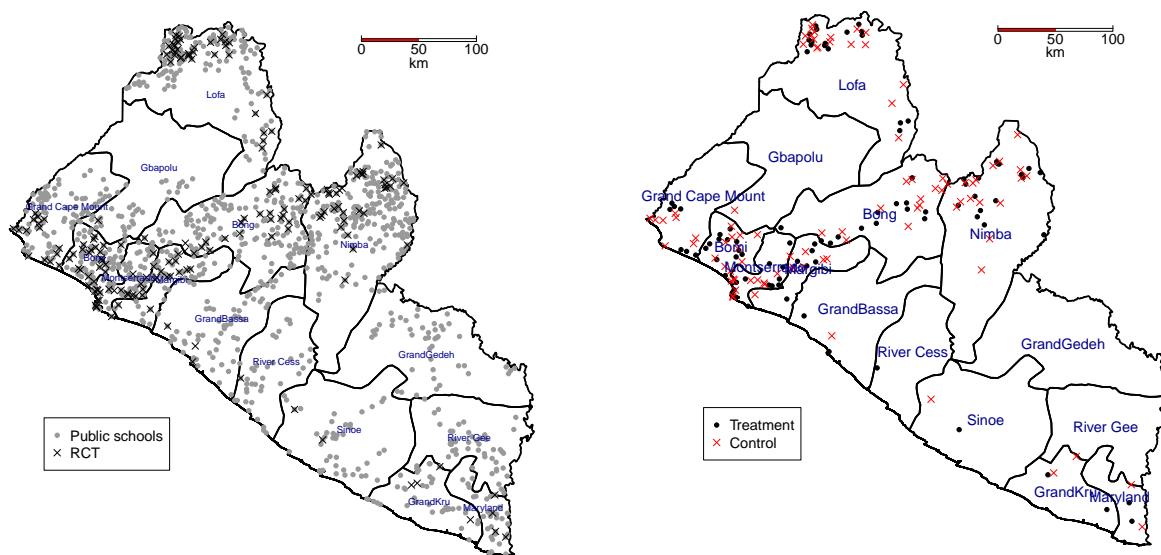 0 50 100
km
Lofa
Gbapolu
Grand Cape Mount
Bong
Nimba
Bomi
Montserrado
Margibi
GrandBassa
River Cess
GrandGedeh
Sinoe
River Gee
GrandKru
Maryland
Public schools
RCT
0 50 100
km
Lofa
Gbapolu
Grand Cape Mount
Bong
Nimba
Bomi
Montserrado
Margibi
GrandBassa
River Cess
GrandGedeh
Sinoe
River Gee
GrandKru
Maryland
Treatment
Control